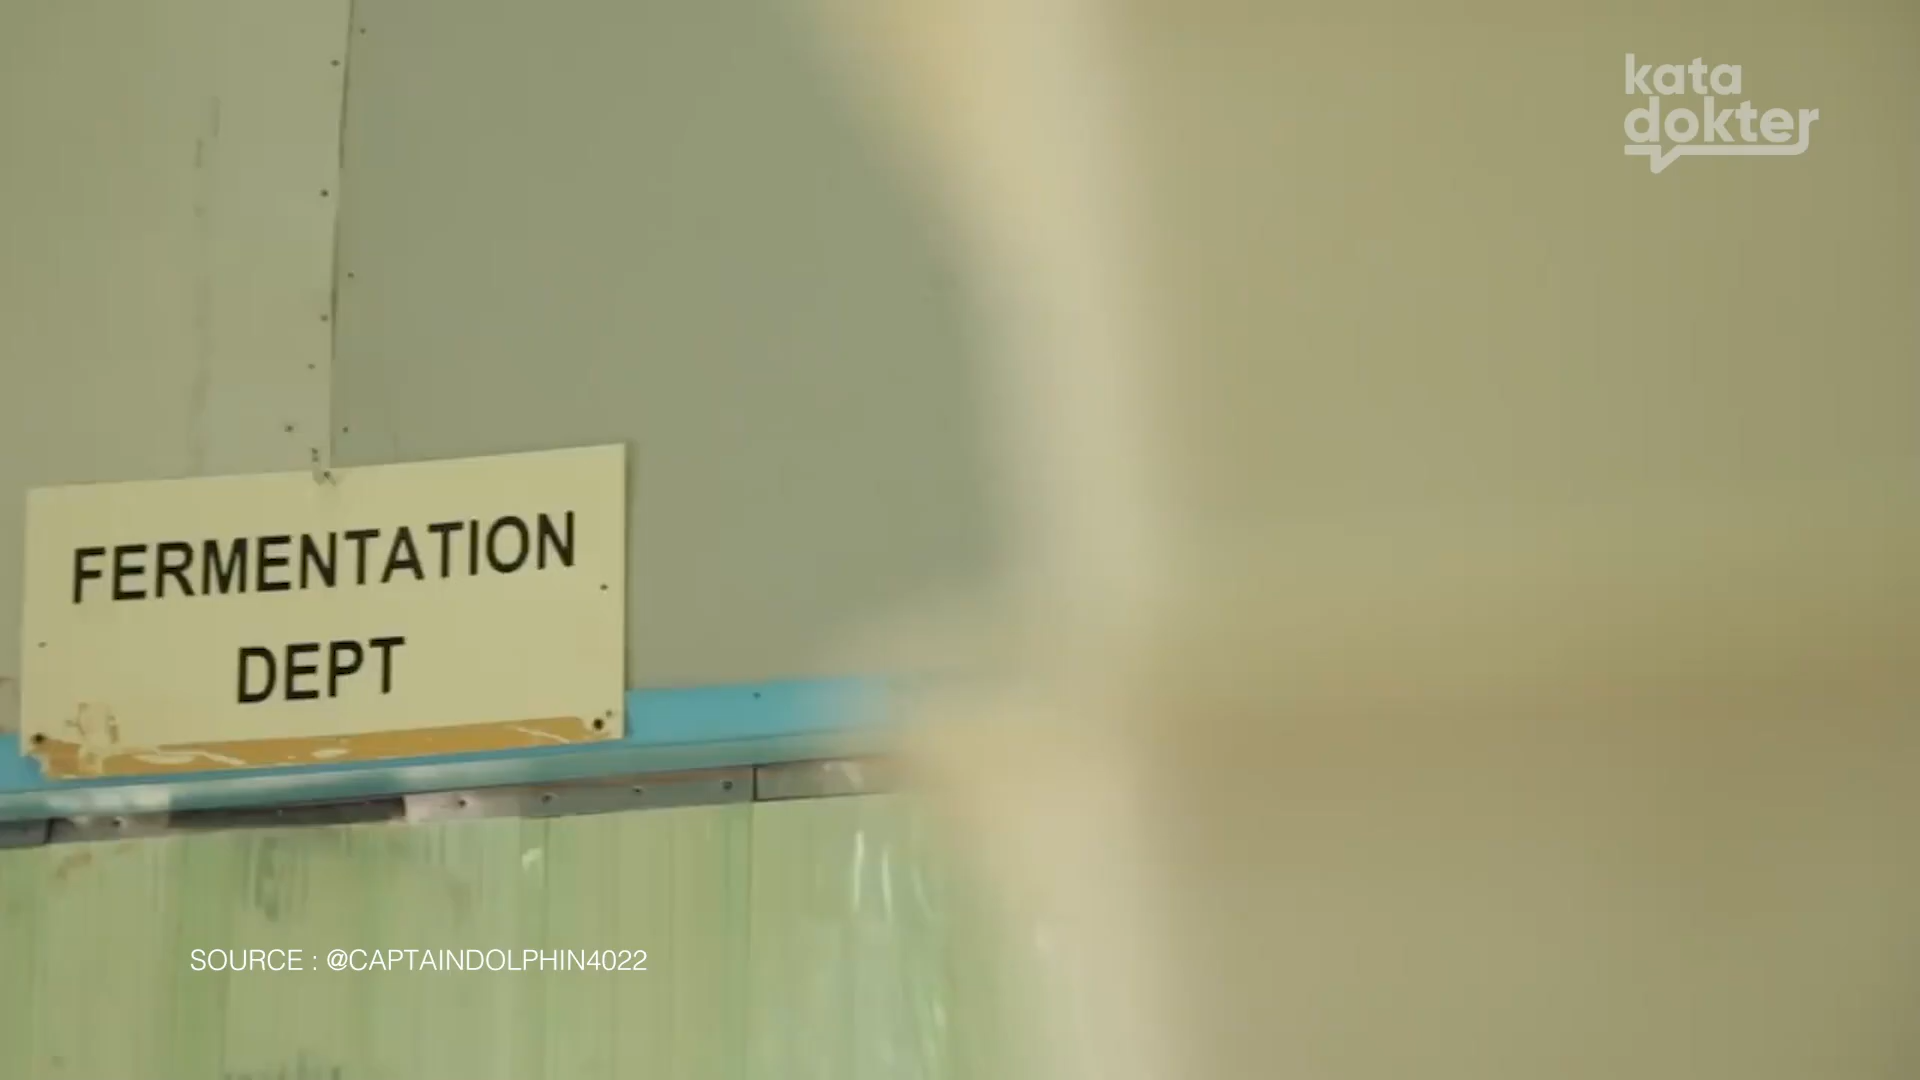 kata
dokter
FERMENTATION
DEPT
SOURCE : @CAPTAINDOLPHIN4022